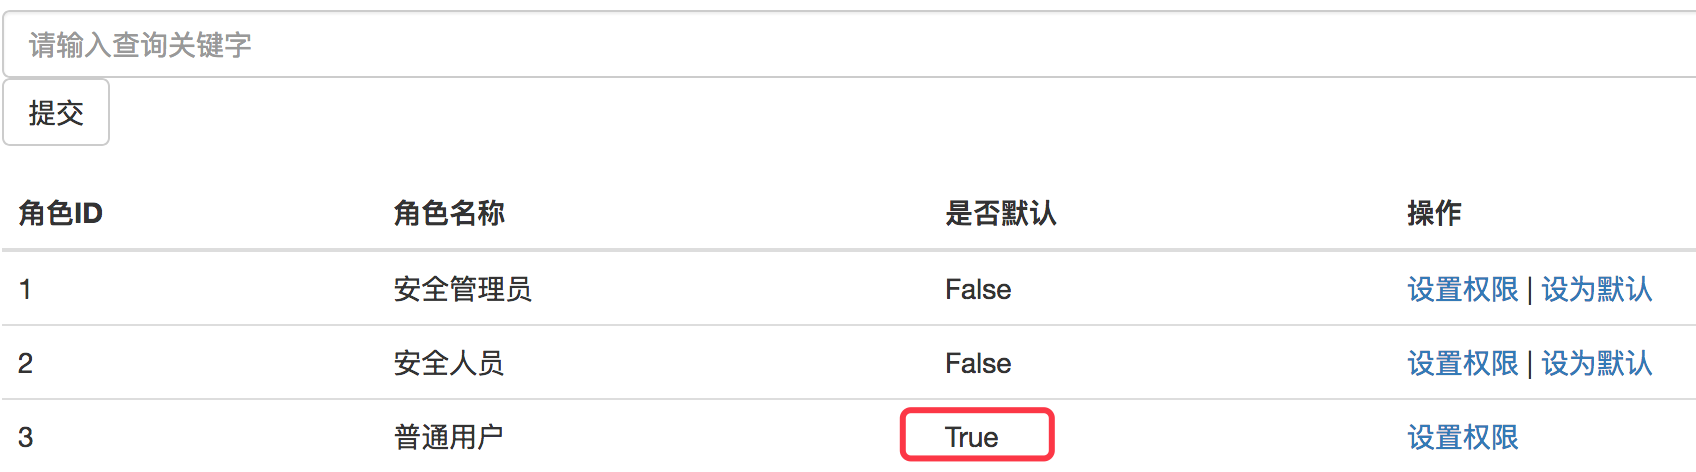 请输入查询关键字
提交
角色ID 角色名称 是否默认 操作
1 安全管理员 False 设置权限 | 设为默认
2 安全人员 False 设置权限 | 设为默认
3 普通用户 True 设置权限